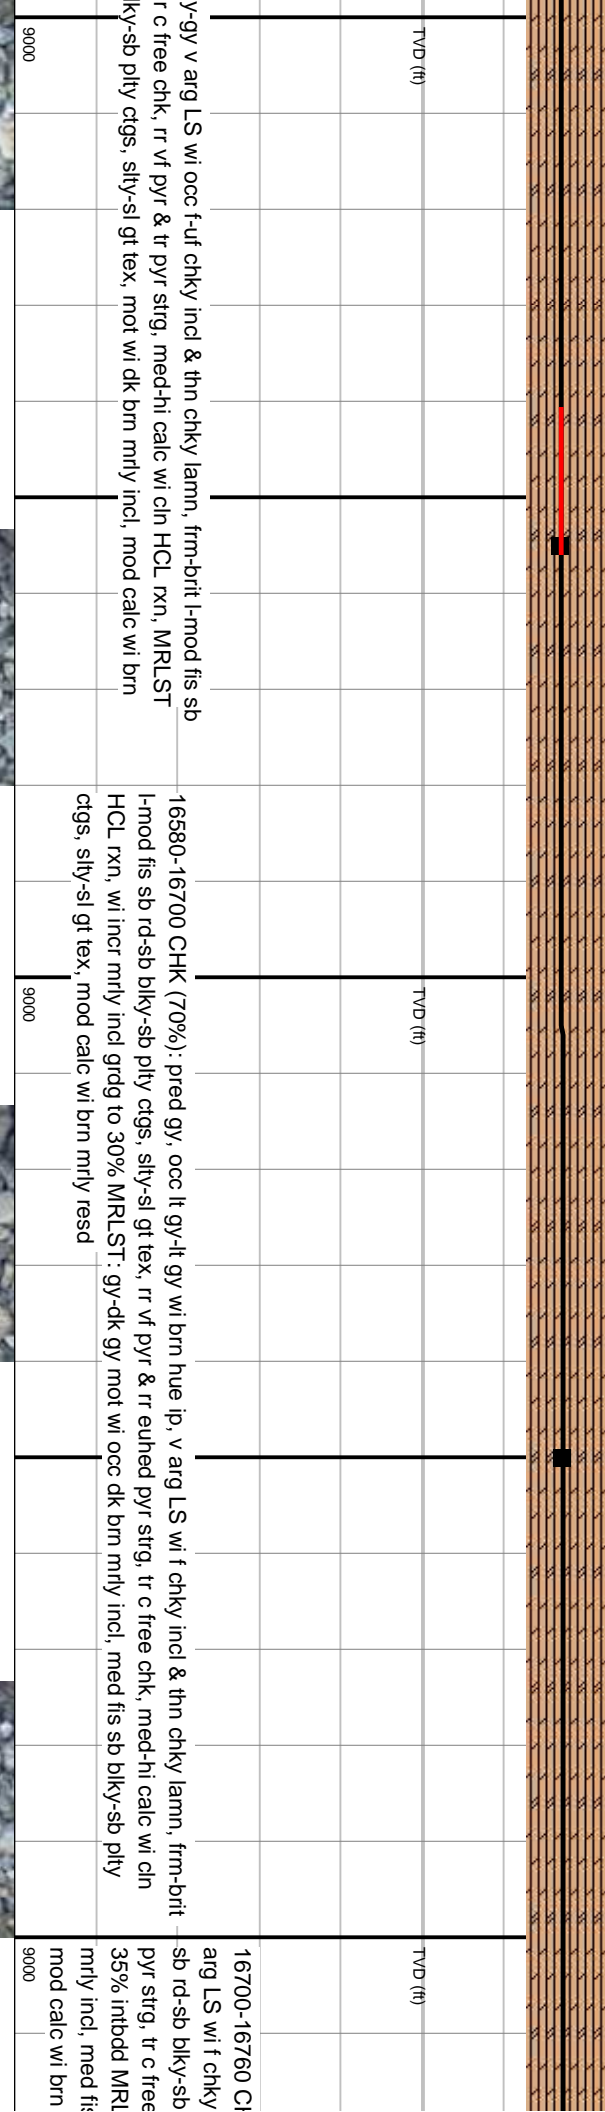 TVD (ft)
9000
y-gy v arg LS wi occ f-uf chky incl & thn chky lamn, frm-brit l-mod fis sb
r c free chk, rr vf pyr & tr pyr strg, med-hi calc wi cln HCL rxn, MRLST
lky-sb plty ctgs, slty-sl gt tex, mot wi dk brn mrly incl, mod calc wi brn
TVD (ft)
9000
16580-16700 CHK (70%): pred gy, occ lt gy-lt gy wi brn hue ip, v arg LS wi f chky incl & thn chky lamn, frm-brit
l-mod fis sb rd-sb blky-sb plty ctgs, slty-sl gt tex, rr vf pyr & rr euhed pyr strg, tr c free chk, med-hi calc wi cln
HCL rxn, wi incr mrly incl grdg to 30% MRLST: gy-dk gy mot wi occ dk brn mrly incl, med fis sb blky-sb plty
ctgs, slty-sl gt tex, mod calc wi brn mrly resd
TVD (ft)
9000
16700-16760 CH
arg LS wi f chky
sb rd-sb blky-sb
pyr strg, tr c free
35% intbdd MRL
mrly incl, med fis
mod calc wi brn